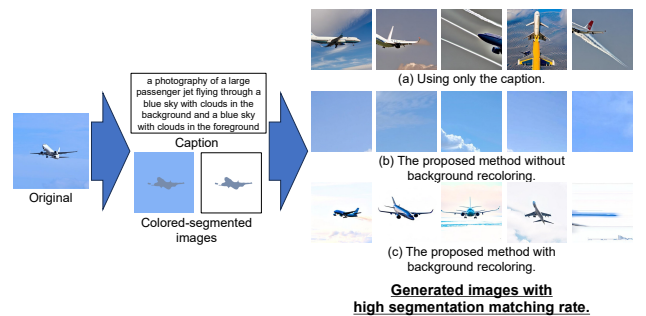 Original
a photography of a large
passenger jet flying through a
blue sky with clouds in the
background and a blue sky
with clouds in the foreground
Caption
Colored-segmented
images
(a) Using only the caption.
(b) The proposed method without
background recoloring.
(c) The proposed method with
background recoloring.
Generated images with
high segmentation matching rate.